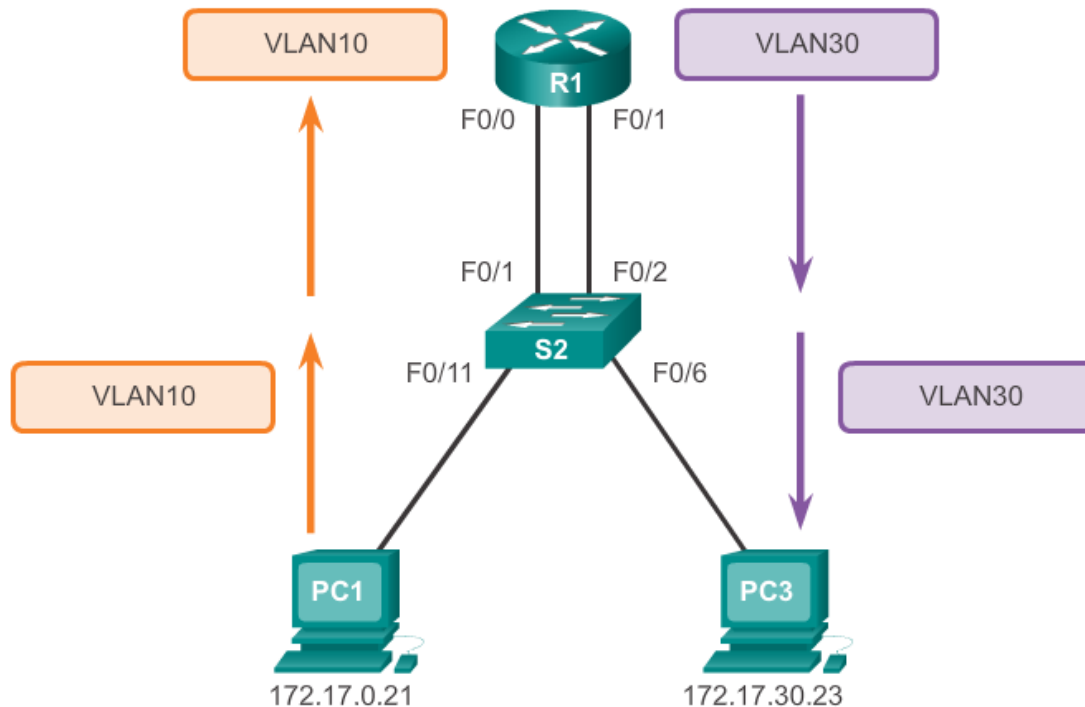 VLAN10
R1
VLAN30
F0/0
F0/1
F0/1
F0/2
S2
F0/11
F0/6
VLAN10
VLAN30
PC1
PC3
172.17.0.21
172.17.30.23